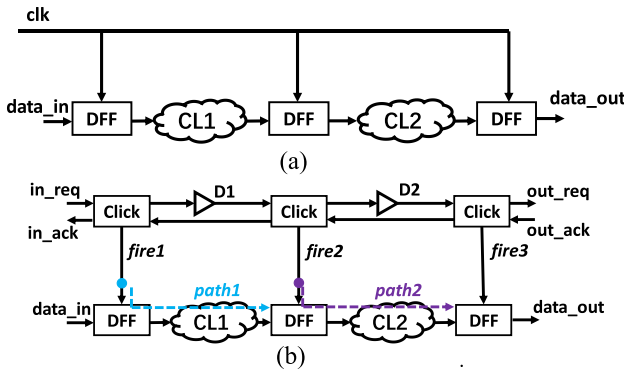 clk
data_in DFF CL1 DFF CL2 DFF data_out
(a)
in_req Click D1 Click D2 Click out_req
in_ack out_ack
fire1 fire2 fire3
path1 path2
data_in DFF CL1 DFF CL2 DFF data_out
(b)